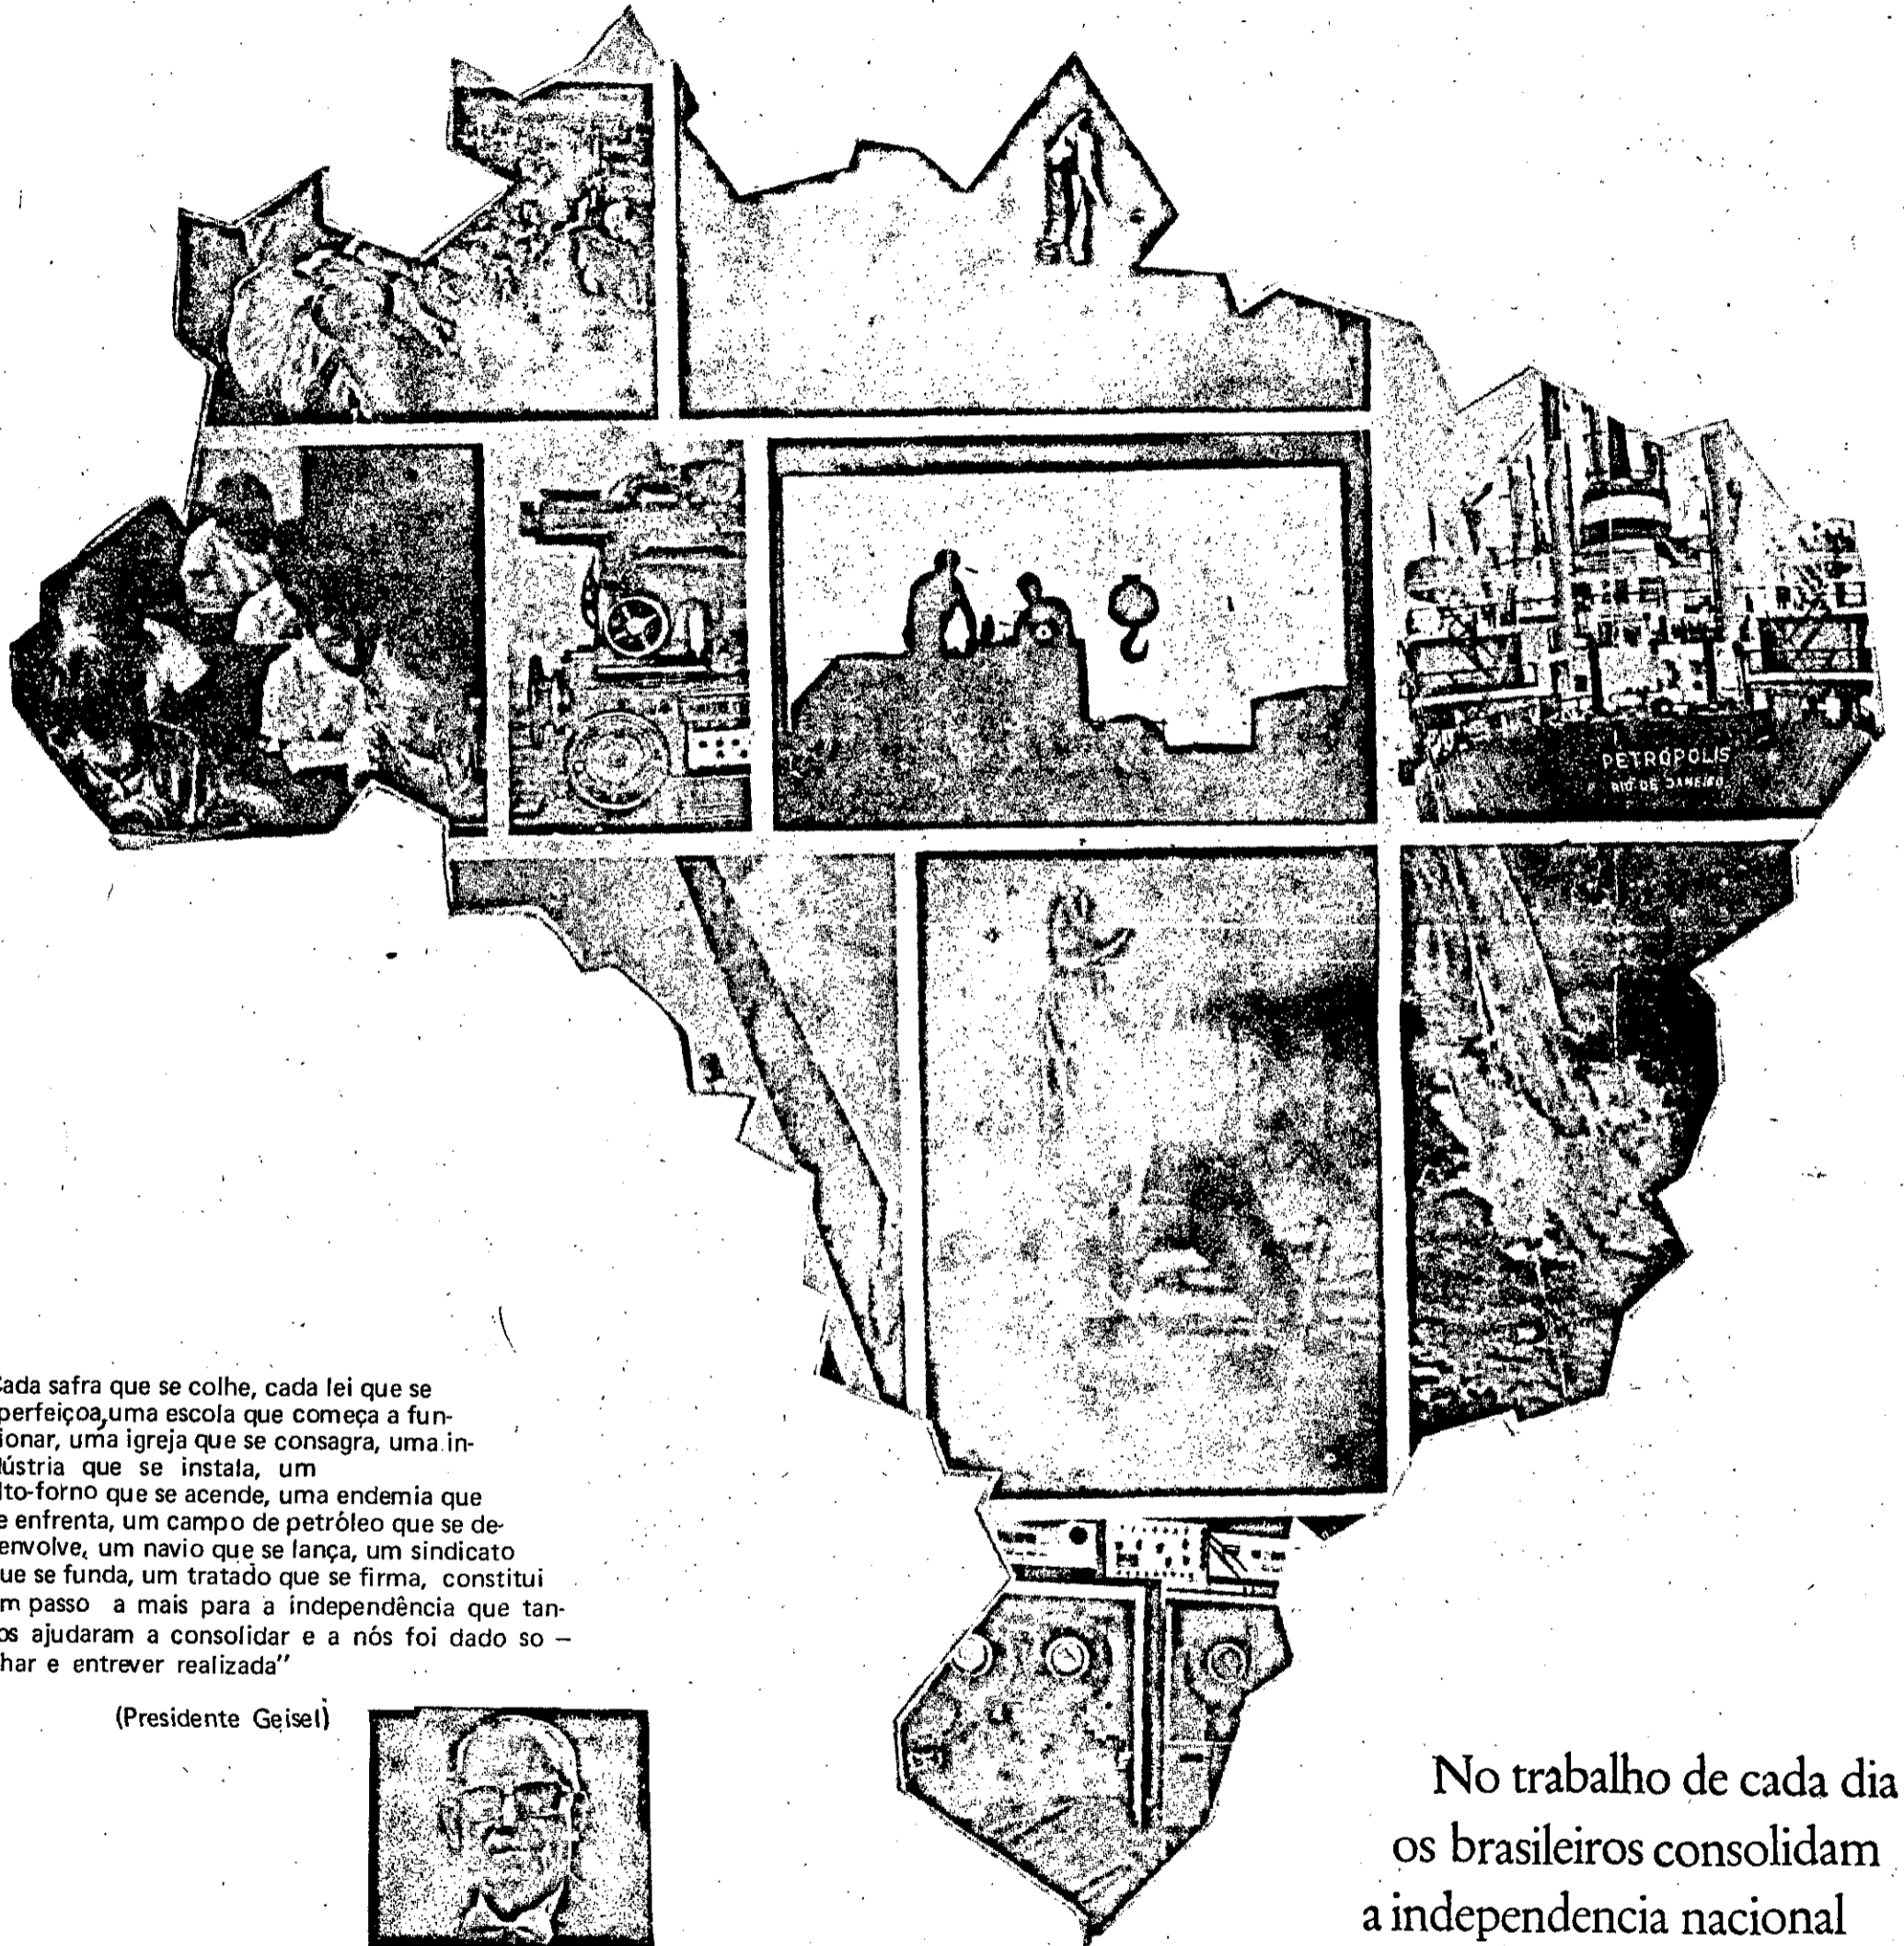 PETRÓPOLIS
RIO DE JANEIRO
ada safra que se colhe, cada lei que se
perfeiçoa, uma escola que começa a fun-
ionar, uma igreja que se consagra, uma in-
ústria que se instala, um
lto-forno que se acende, uma endemia que
e enfrenta, um campo de petróleo que se de-
envolve, um navio que se lança, um sindicato
ue se funda, um tratado que se firma, constitui
m passo a mais para a independência que tan-
os ajudaram a consolidar e a nós foi dado so –
har e entrever realizada"
(Presidente Geisel)
No trabalho de cada dia
os brasileiros consolidam
a independencia nacional